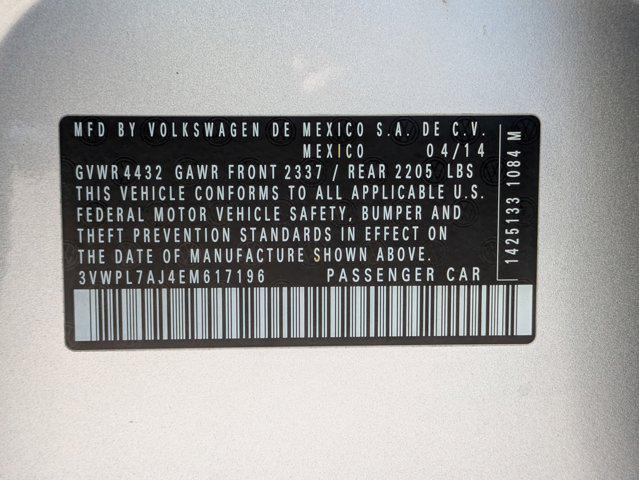 MFD BY VOLKSWAGEN DE MEXICO S.A. DE C.V.
MEXICO 04/14
GVWR 4432 GAWR FRONT 2337 / REAR 2205 LBS
THIS VEHICLE CONFORMS TO ALL APPLICABLE U.S.
FEDERAL MOTOR VEHICLE SAFETY, BUMPER AND
THEFT PREVENTION STANDARDS IN EFFECT ON
THE DATE OF MANUFACTURE SHOWN ABOVE.
3VWPL7AJ4EM617196 PASSENGER CAR
1425133 1084 M